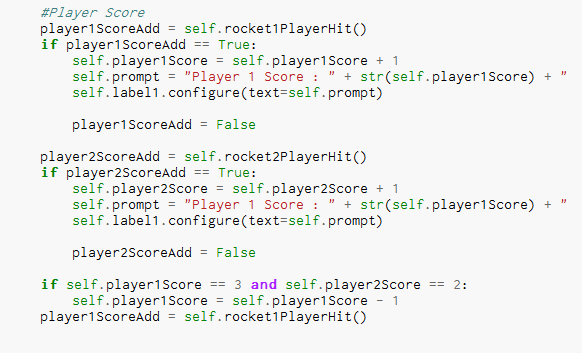 #Player Score
player1ScoreAdd = self.rocket1PlayerHit()
if player1ScoreAdd == True:
    self.player1Score = self.player1Score + 1
    self.prompt = "Player 1 Score : " + str(self.player1Score) + "
    self.label1.configure(text=self.prompt)

    player1ScoreAdd = False

player2ScoreAdd = self.rocket2PlayerHit()
if player2ScoreAdd == True:
    self.player2Score = self.player2Score + 1
    self.prompt = "Player 1 Score : " + str(self.player1Score) + "
    self.label1.configure(text=self.prompt)

    player2ScoreAdd = False

if self.player1Score == 3 and self.player2Score == 2:
    self.player1Score = self.player1Score - 1
player1ScoreAdd = self.rocket1PlayerHit()